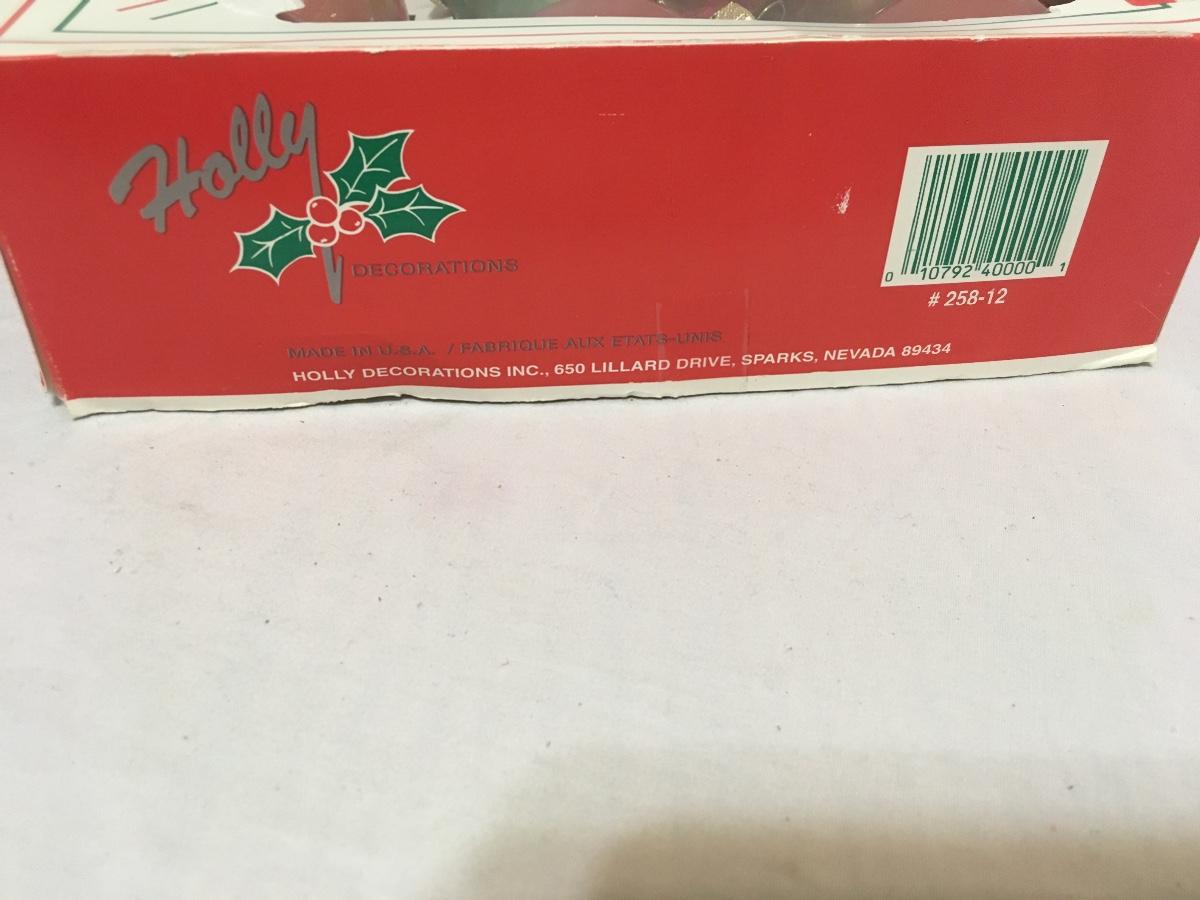 Holly
DECORATIONS
0 10792 40000 1
# 258-12
MADE IN U.S.A. / FABRIQUE AUX ETATS-UNIS
HOLLY DECORATIONS INC., 650 LILLARD DRIVE, SPARKS, NEVADA 89434